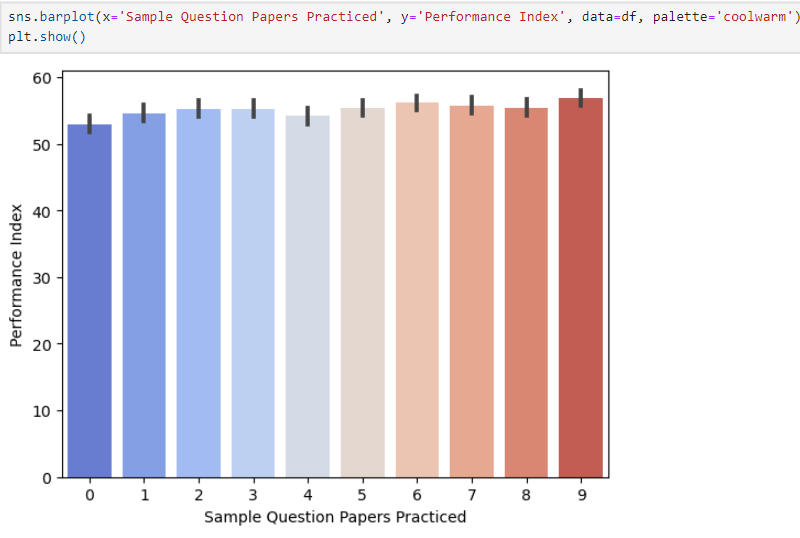 sns.barplot(x='Sample Question Papers Practiced', y='Performance Index', data=df, palette='coolwarm')
plt.show()
60
50
40
30
20
10
0
Performance Index
0 1 2 3 4 5 6 7 8 9
Sample Question Papers Practiced